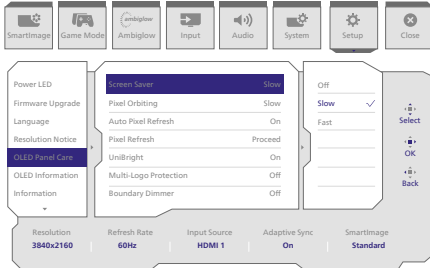 SmartImage
Game Mode
ambiglow
Ambiglow
Input
Audio
System
Setup
Close
Power LED
Firmware Upgrade
Language
Resolution Notice
OLED Panel Care
OLED Information
Information
Screen Saver Slow
Pixel Orbiting Slow
Auto Pixel Refresh On
Pixel Refresh Proceed
UniBright On
Multi-Logo Protection Off
Boundary Dimmer Off
Off
Slow
Fast
Select
OK
Back
Resolution Refresh Rate Input Source Adaptive Sync SmartImage
3840x2160 60Hz HDMI 1 On Standard